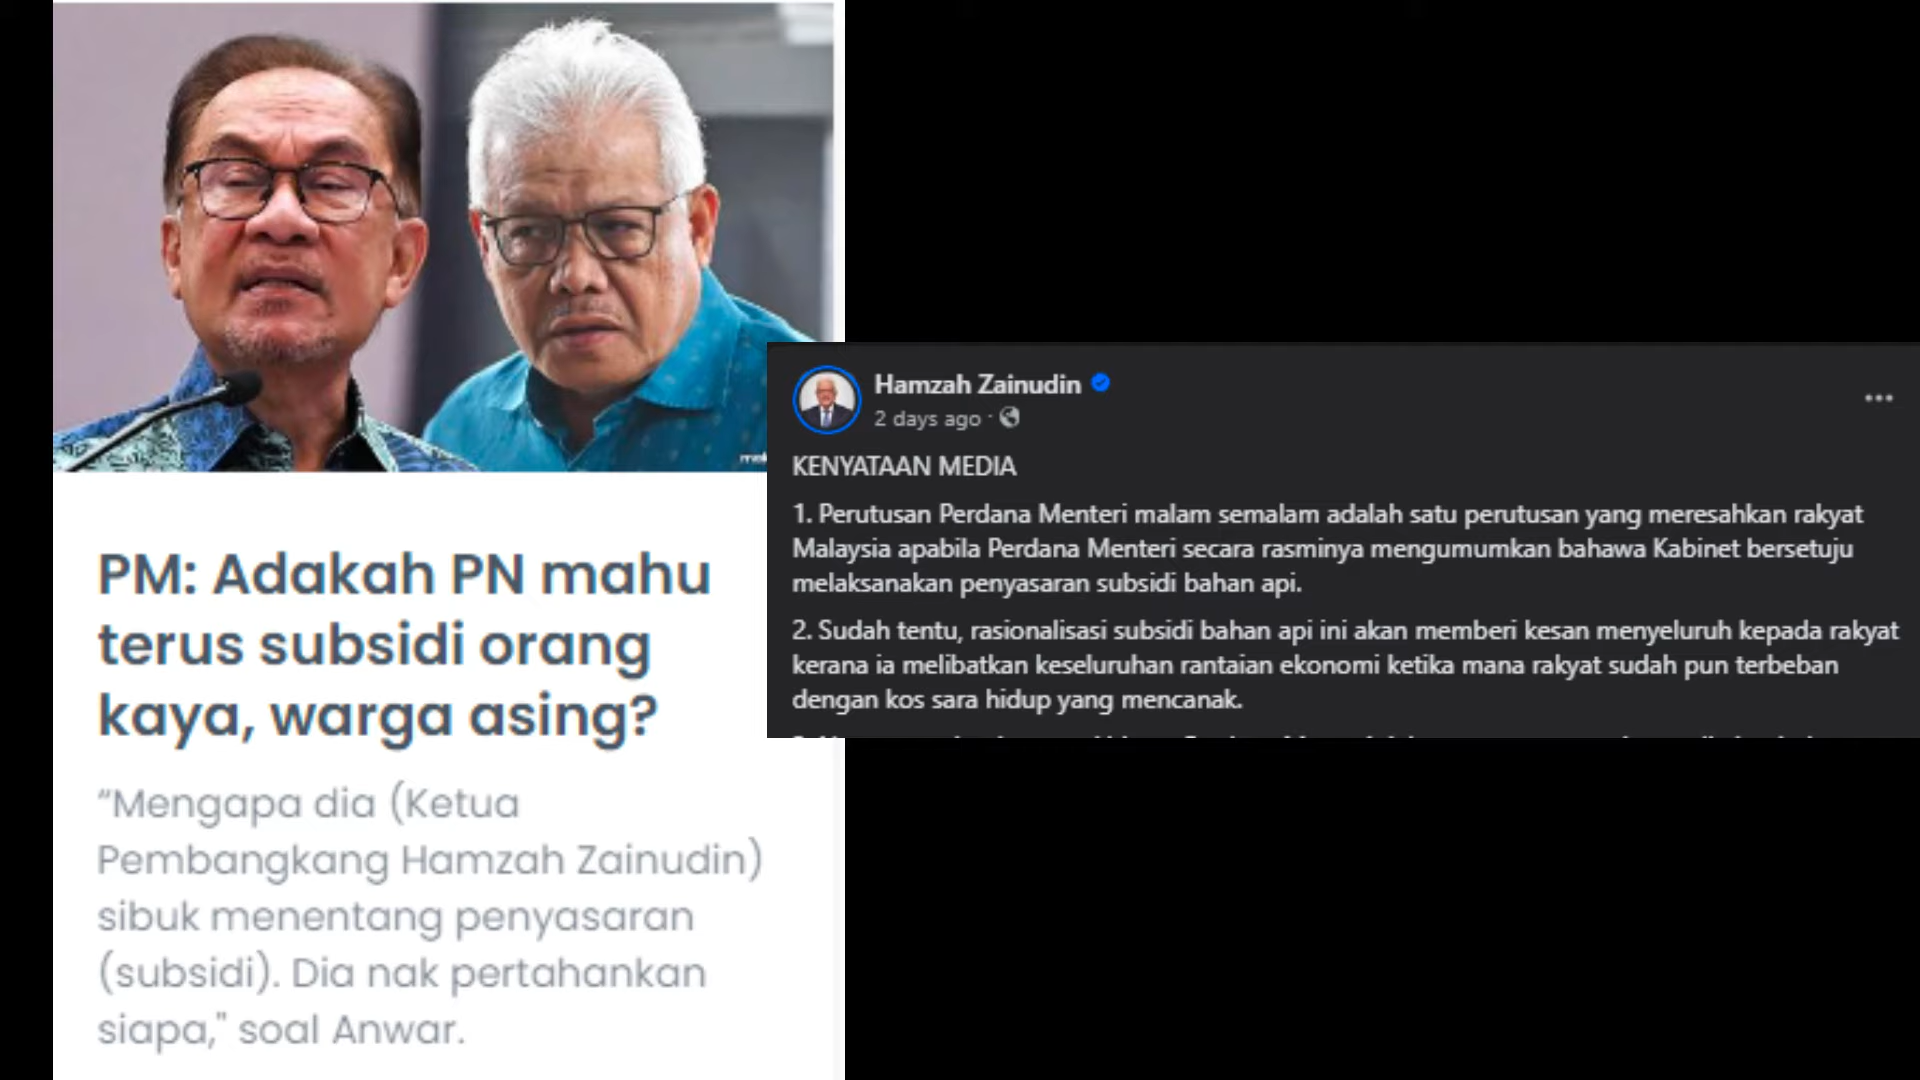 PM: Adakah PN mahu
terus subsidi orang
kaya, warga asing?
“Mengapa dia (Ketua
Pembangkang Hamzah Zainudin)
sibuk menentang penyasaran
(subsidi). Dia nak pertahankan
siapa," soal Anwar.
Hamzah Zainudin
2 days ago ·
KENYATAAN MEDIA
1. Perutusan Perdana Menteri malam semalam adalah satu perutusan yang meresahkan rakyat
Malaysia apabila Perdana Menteri secara rasminya mengumumkan bahawa Kabinet bersetuju
melaksanakan penyasaran subsidi bahan api.
2. Sudah tentu, rasionalisasi subsidi bahan api ini akan memberi kesan menyeluruh kepada rakyat
kerana ia melibatkan keseluruhan rantaian ekonomi ketika mana rakyat sudah pun terbeban
dengan kos sara hidup yang mencanak.